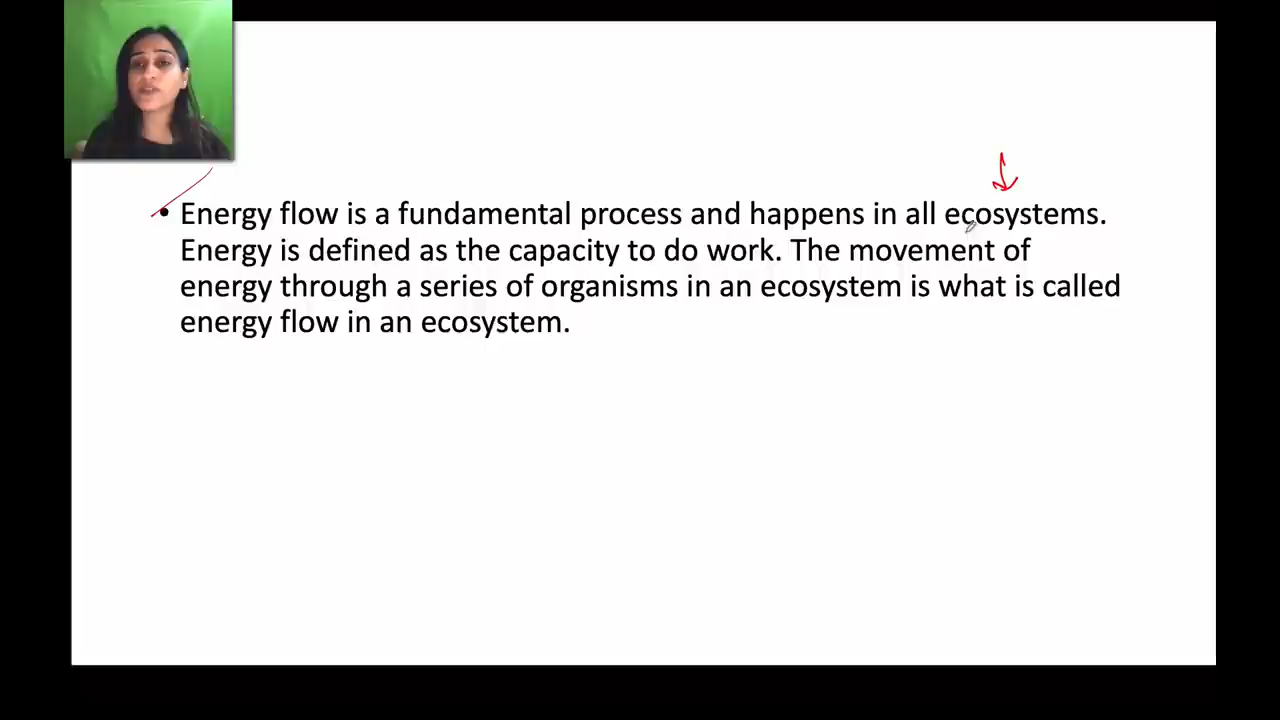 • Energy flow is a fundamental process and happens in all ecosystems.
Energy is defined as the capacity to do work. The movement of
energy through a series of organisms in an ecosystem is what is called
energy flow in an ecosystem.